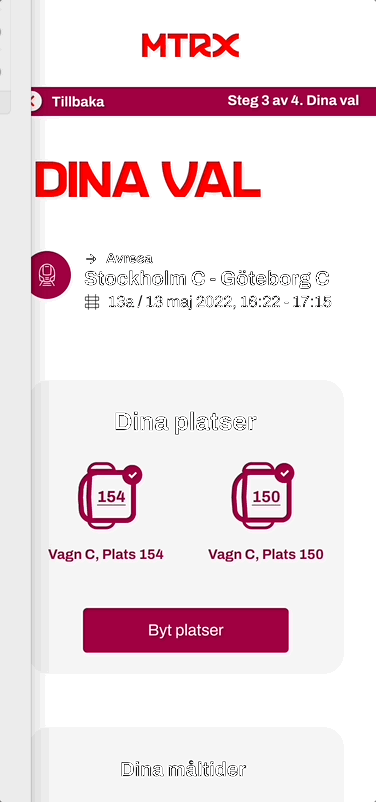 MTRX
Tillbaka
Steg 3 av 4. Dina val
DINA VAL
Avresa
Stockholm C - Göteborg C
13a / 13 maj 2022, 16:22 - 17:15
Dina platser
154
150
Vagn C, Plats 154
Vagn C, Plats 150
Byt platser
Dina måltider